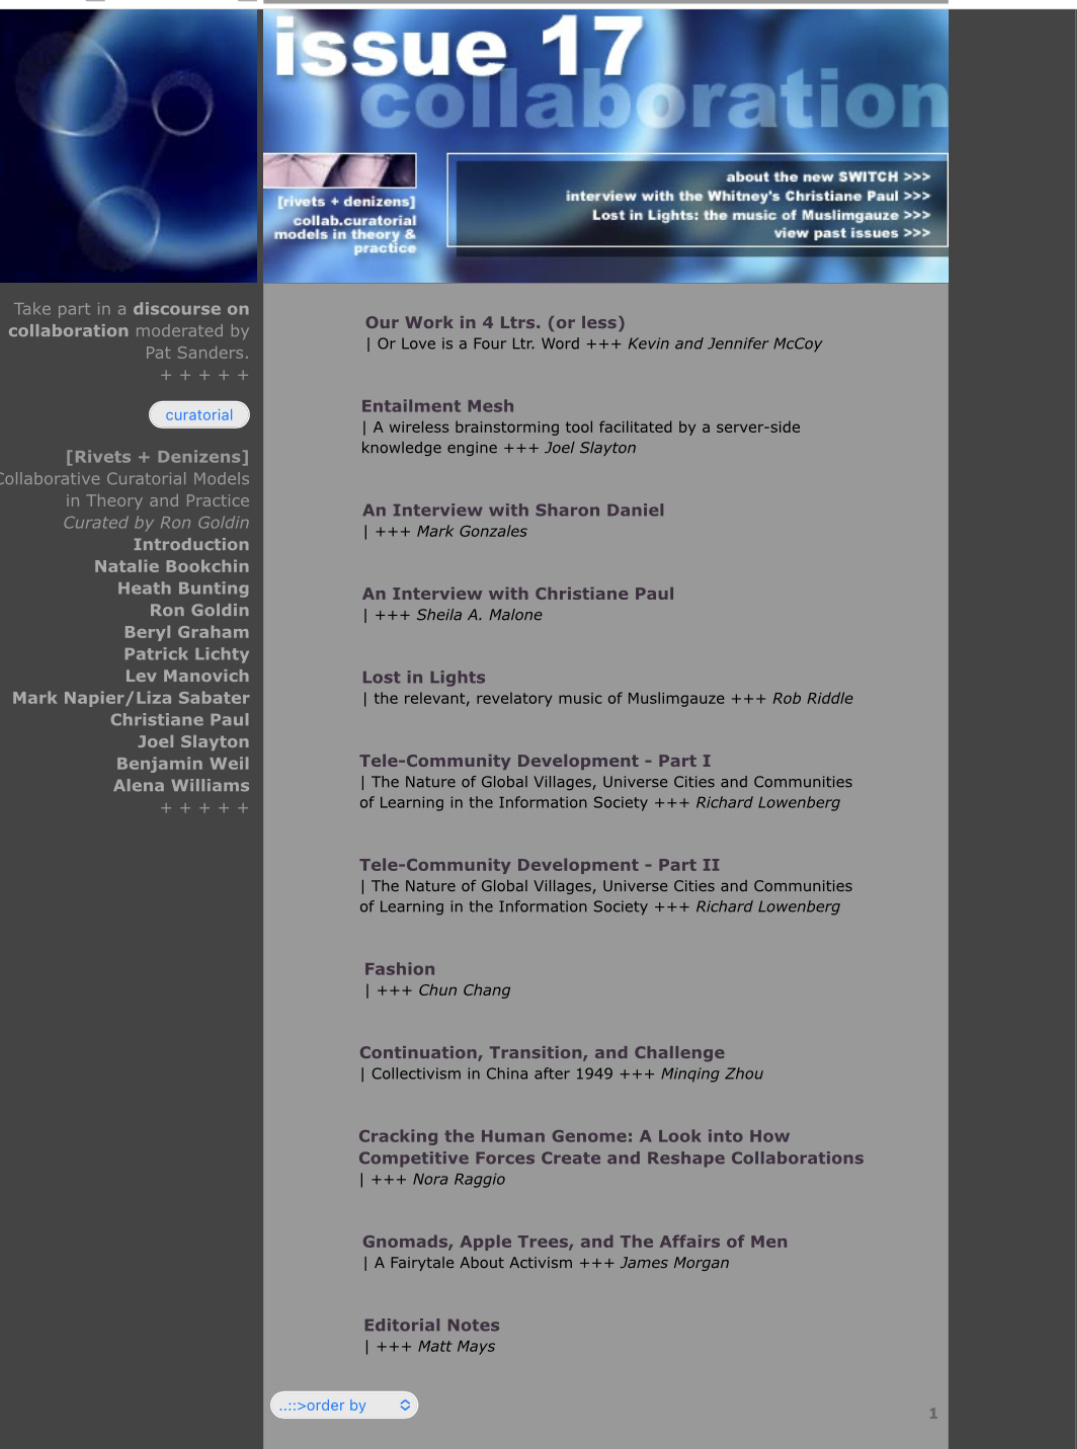 issue 17
collaboration
[rivets + denizens]
collab.curatorial
models in theory &
practice
about the new SWITCH >>>
interview with the Whitney's Christiane Paul >>>
Lost in Lights: the music of Muslimgauze >>>
view past issues >>>
Take part in a discourse on
collaboration moderated by
Pat Sanders.
+ + + + +
curatorial
[Rivets + Denizens]
Collaborative Curatorial Models
in Theory and Practice
Curated by Ron Goldin
Introduction
Natalie Bookchin
Heath Bunting
Ron Goldin
Beryl Graham
Patrick Lichty
Lev Manovich
Mark Napier/Liza Sabater
Christiane Paul
Joel Slayton
Benjamin Weil
Alena Williams
+ + + + +
Our Work in 4 Ltrs. (or less)
| Or Love is a Four Ltr. Word +++ Kevin and Jennifer McCoy
Entailment Mesh
| A wireless brainstorming tool facilitated by a server-side
knowledge engine +++ Joel Slayton
An Interview with Sharon Daniel
| +++ Mark Gonzales
An Interview with Christiane Paul
| +++ Sheila A. Malone
Lost in Lights
| the relevant, revelatory music of Muslimgauze +++ Rob Riddle
Tele-Community Development - Part I
| The Nature of Global Villages, Universe Cities and Communities
of Learning in the Information Society +++ Richard Lowenberg
Tele-Community Development - Part II
| The Nature of Global Villages, Universe Cities and Communities
of Learning in the Information Society +++ Richard Lowenberg
Fashion
| +++ Chun Chang
Continuation, Transition, and Challenge
| Collectivism in China after 1949 +++ Minqing Zhou
Cracking the Human Genome: A Look into How
Competitive Forces Create and Reshape Collaborations
| +++ Nora Raggio
Gnomads, Apple Trees, and The Affairs of Men
| A Fairytale About Activism +++ James Morgan
Editorial Notes
| +++ Matt Mays
..::>order by
1